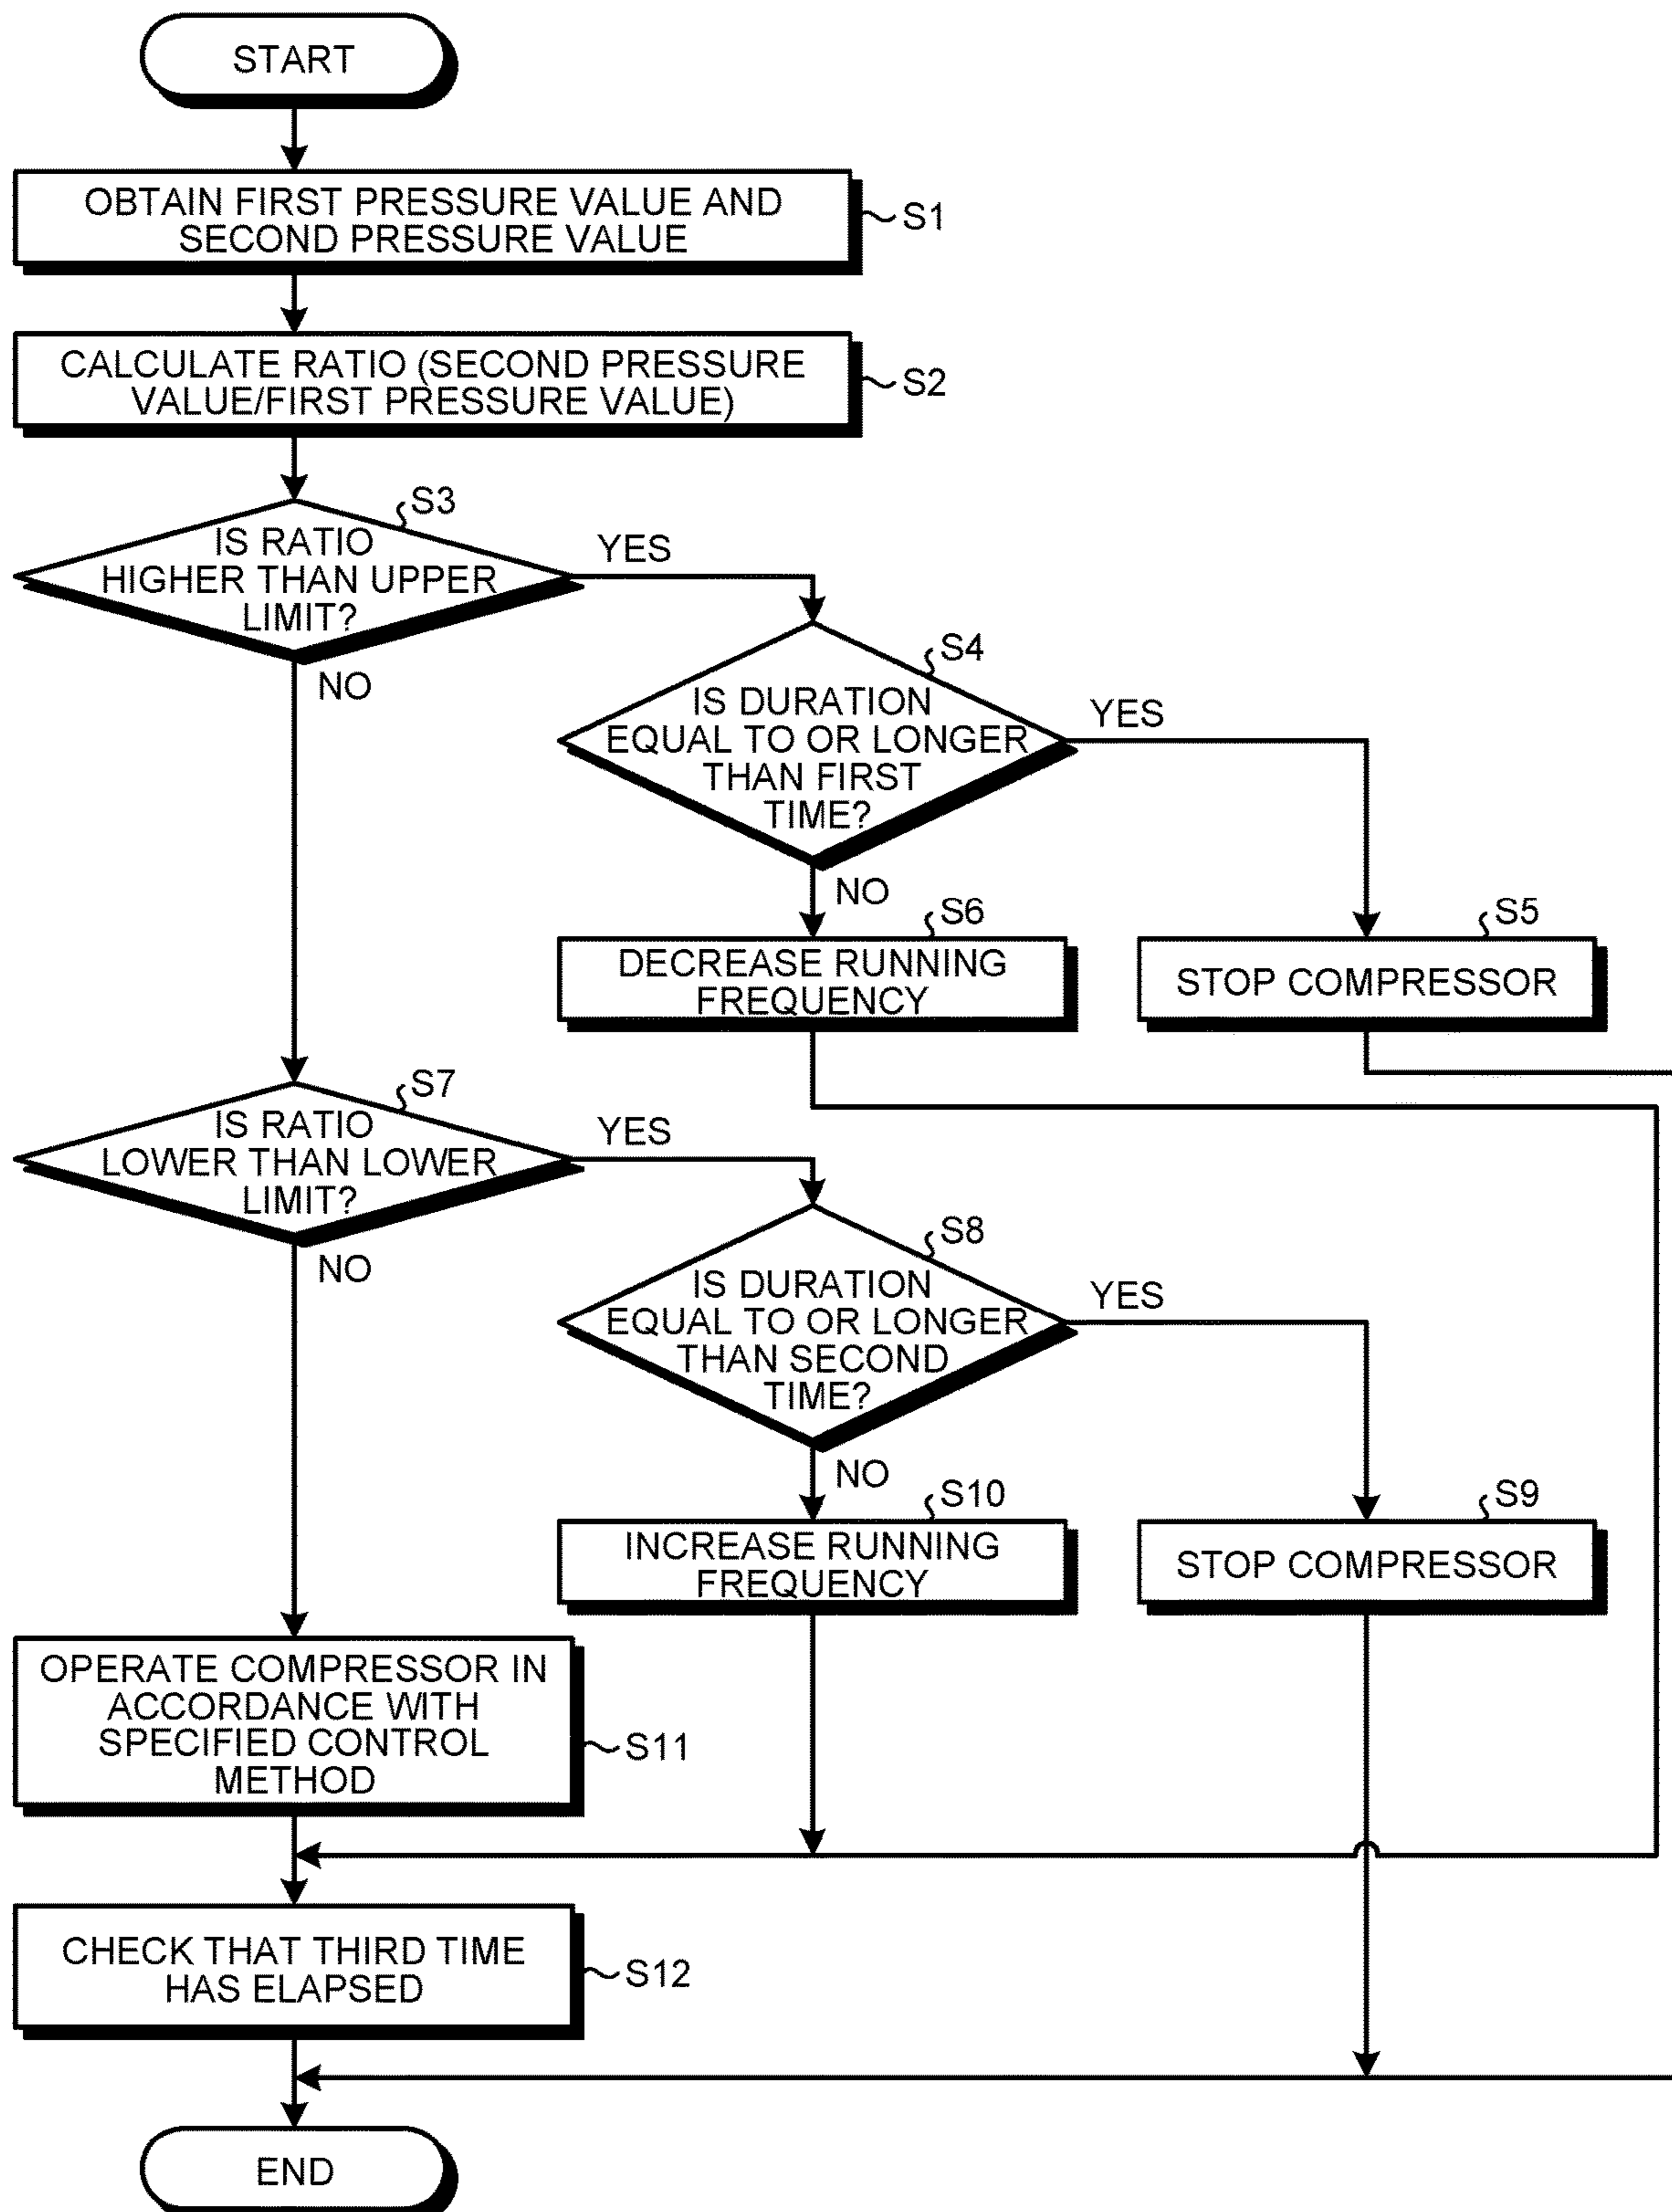 START
OBTAIN FIRST PRESSURE VALUE AND
SECOND PRESSURE VALUE
S1
CALCULATE RATIO (SECOND PRESSURE
VALUE/FIRST PRESSURE VALUE)
S2
S3
IS RATIO
HIGHER THAN UPPER
LIMIT?
YES
NO
S4
IS DURATION
EQUAL TO OR LONGER
THAN FIRST
TIME?
YES
NO
S6
DECREASE RUNNING
FREQUENCY
S5
STOP COMPRESSOR
S7
IS RATIO
LOWER THAN LOWER
LIMIT?
YES
NO
S8
IS DURATION
EQUAL TO OR LONGER
THAN SECOND
TIME?
YES
NO
S10
INCREASE RUNNING
FREQUENCY
S9
STOP COMPRESSOR
OPERATE COMPRESSOR IN
ACCORDANCE WITH
SPECIFIED CONTROL
METHOD
S11
CHECK THAT THIRD TIME
HAS ELAPSED
S12
END